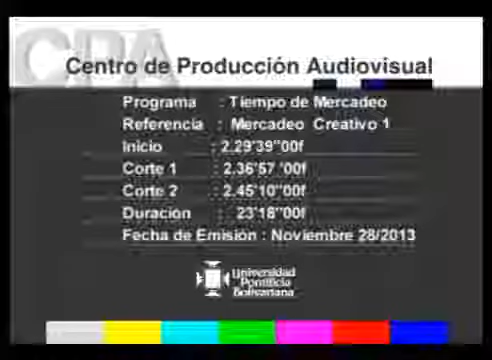 CPA
Centro de Producción Audiovisual
Programa : Tiempo de Mercadeo
Referencia : Mercadeo Creativo 1
Inicio : 2.29'39"00f
Corte 1 : 2.36'57 '00f
Corte 2 : 2.45'10"00f
Duración : 23'18"00f
Fecha de Emisión : Noviembre 28/2013
Universidad
Pontificia
Bolivariana